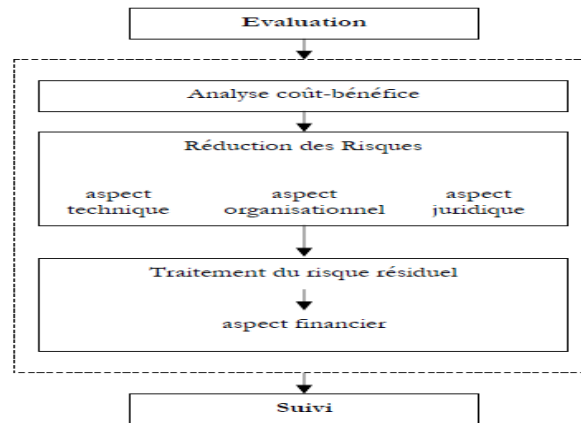 Evaluation
Analyse coût-bénéfice
Réduction des Risques
aspect technique
aspect organisationnel
aspect juridique
Traitement du risque résiduel
aspect financier
Suivi